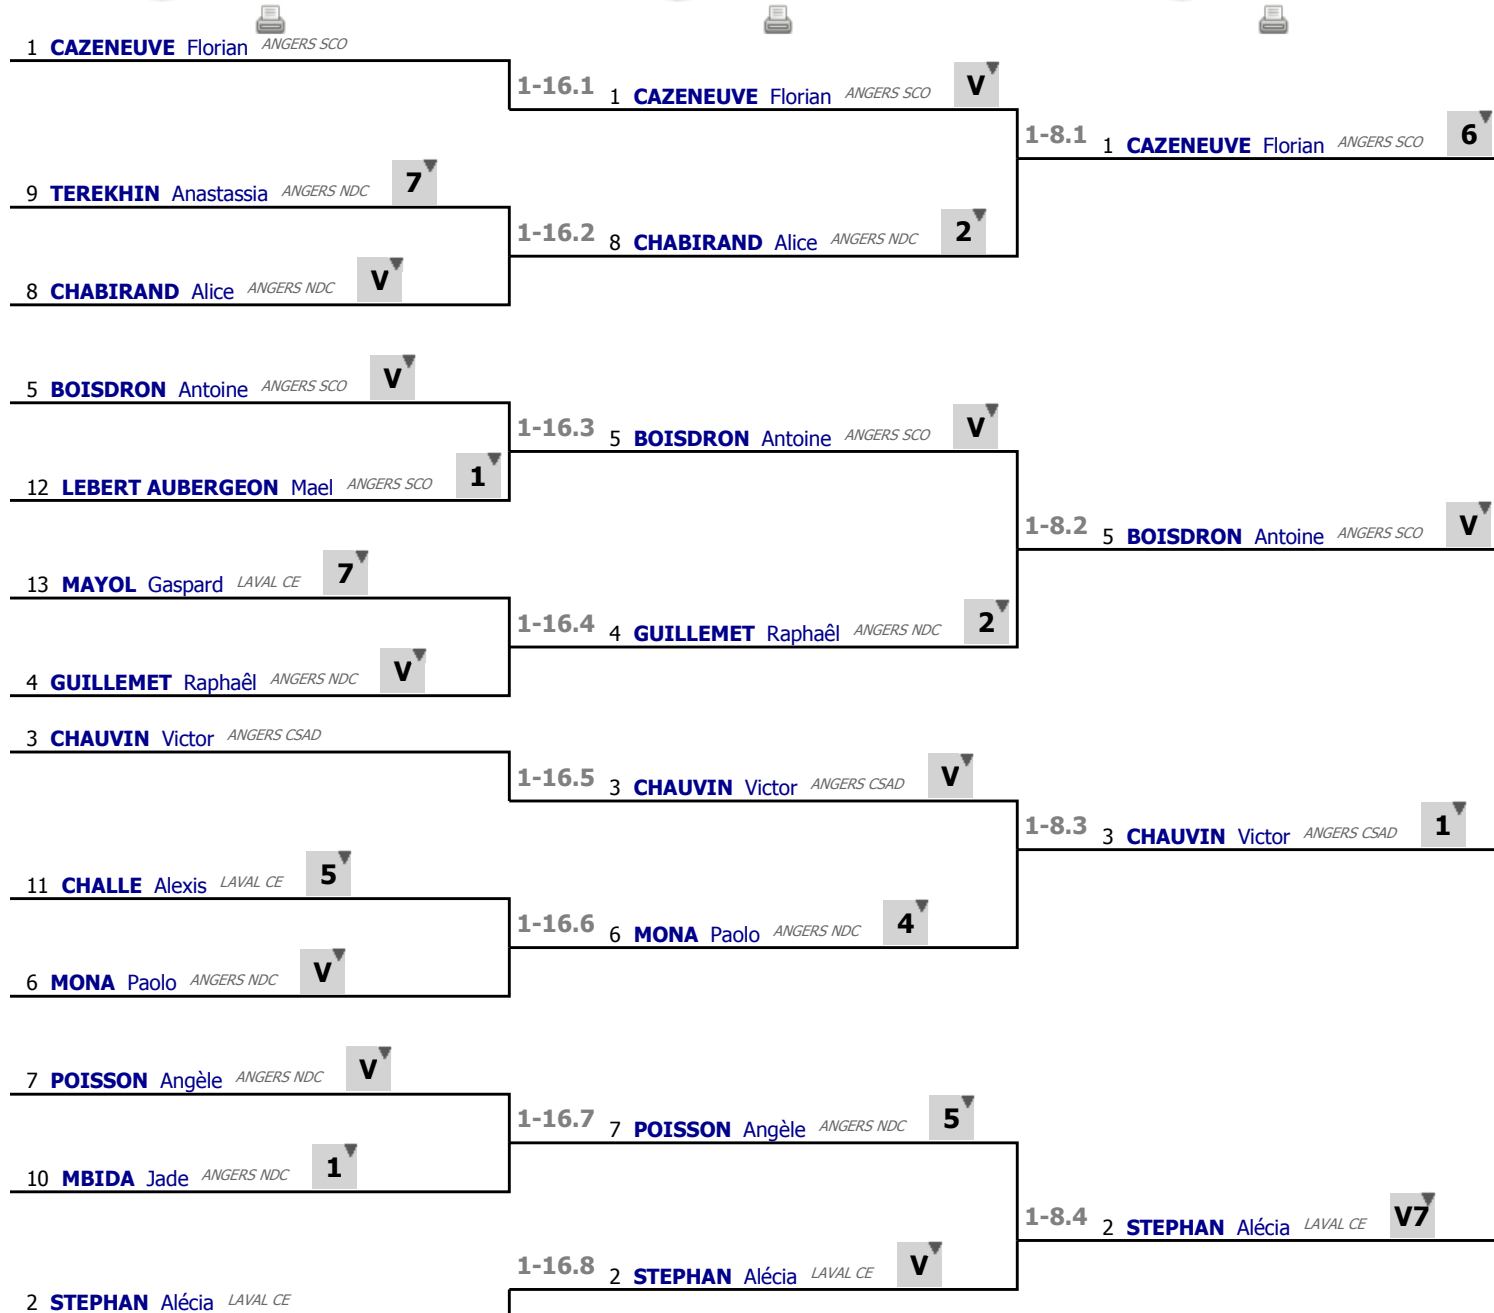 1 CAZENEUVE Florian ANGERS SCO
1-16.1 1 CAZENEUVE Florian ANGERS SCO V
1-8.1 1 CAZENEUVE Florian ANGERS SCO 6
9 TEREKHIN Anastassia ANGERS NDC 7
1-16.2 8 CHABIRAND Alice ANGERS NDC 2
8 CHABIRAND Alice ANGERS NDC V
5 BOISDRON Antoine ANGERS SCO V
1-16.3 5 BOISDRON Antoine ANGERS SCO V
12 LEBERT AUBERGEON Mael ANGERS SCO 1
1-8.2 5 BOISDRON Antoine ANGERS SCO V
13 MAYOL Gaspard LAVAL CE 7
1-16.4 4 GUILLEMET Raphaêl ANGERS NDC 2
4 GUILLEMET Raphaêl ANGERS NDC V
3 CHAUVIN Victor ANGERS CSAD
1-16.5 3 CHAUVIN Victor ANGERS CSAD V
1-8.3 3 CHAUVIN Victor ANGERS CSAD 1
11 CHALLE Alexis LAVAL CE 5
1-16.6 6 MONA Paolo ANGERS NDC 4
6 MONA Paolo ANGERS NDC V
7 POISSON Angèle ANGERS NDC V
1-16.7 7 POISSON Angèle ANGERS NDC 5
10 MBIDA Jade ANGERS NDC 1
1-8.4 2 STEPHAN Alécia LAVAL CE V7
1-16.8 2 STEPHAN Alécia LAVAL CE V
2 STEPHAN Alécia LAVAL CE